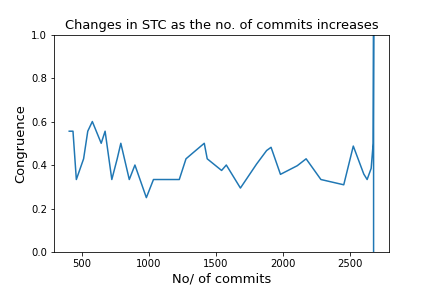 Changes in STC as the no. of commits increases
1.0
0.8
0.6
0.4
0.2
0.0
Congruence
500 1000 1500 2000 2500
No/ of commits